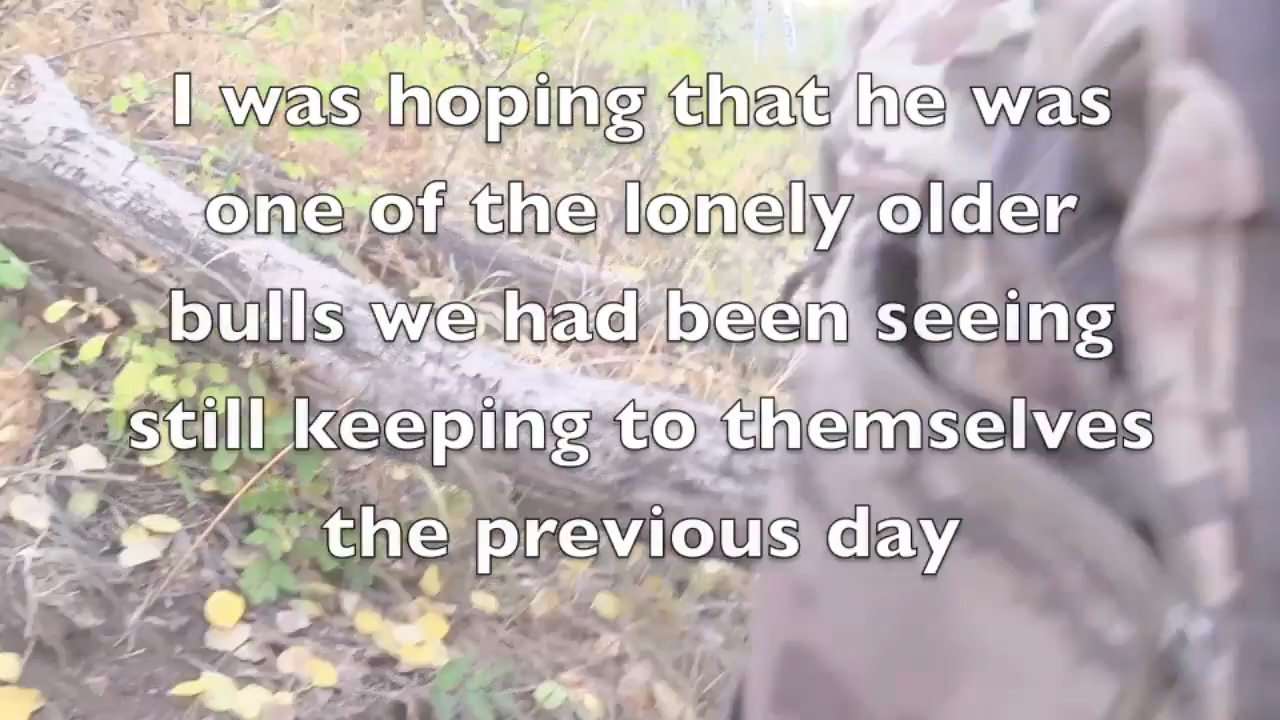 I was hoping that he was
one of the lonely older
bulls we had been seeing
still keeping to themselves
the previous day